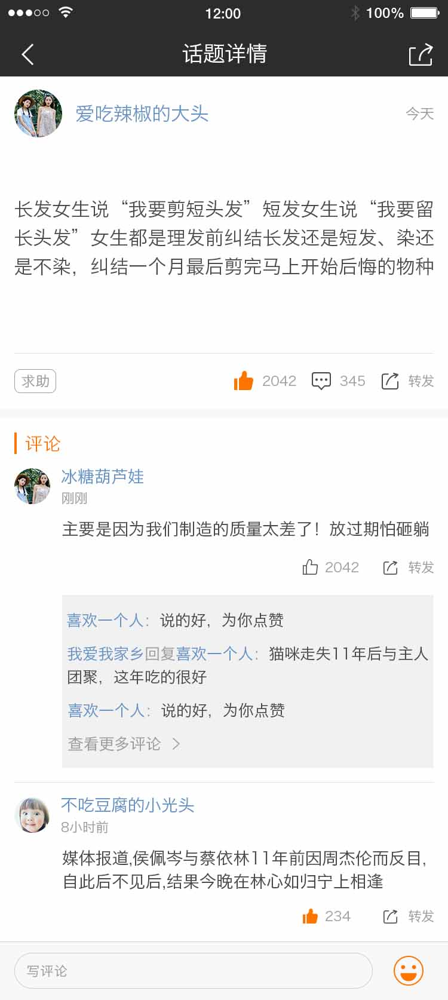 12:00
100%
话题详情
爱吃辣椒的大头
今天
长发女生说“我要剪短头发”短发女生说“我要留
长头发”女生都是理发前纠结长发还是短发、染还
是不染，纠结一个月最后剪完马上开始后悔的物种
求助
2042
345
转发
评论
冰糖葫芦娃
刚刚
主要是因为我们制造的质量太差了！放过期怕砸躺
2042
转发
喜欢一个人：说的好，为你点赞
我爱我家乡回复喜欢一个人：猫咪走失11年后与主人
团聚，这年吃的很好
喜欢一个人：说的好，为你点赞
查看更多评论
不吃豆腐的小光头
8小时前
媒体报道,侯佩岑与蔡依林11年前因周杰伦而反目,
自此后不见后,结果今晚在林心如归宁上相逢
234
转发
写评论